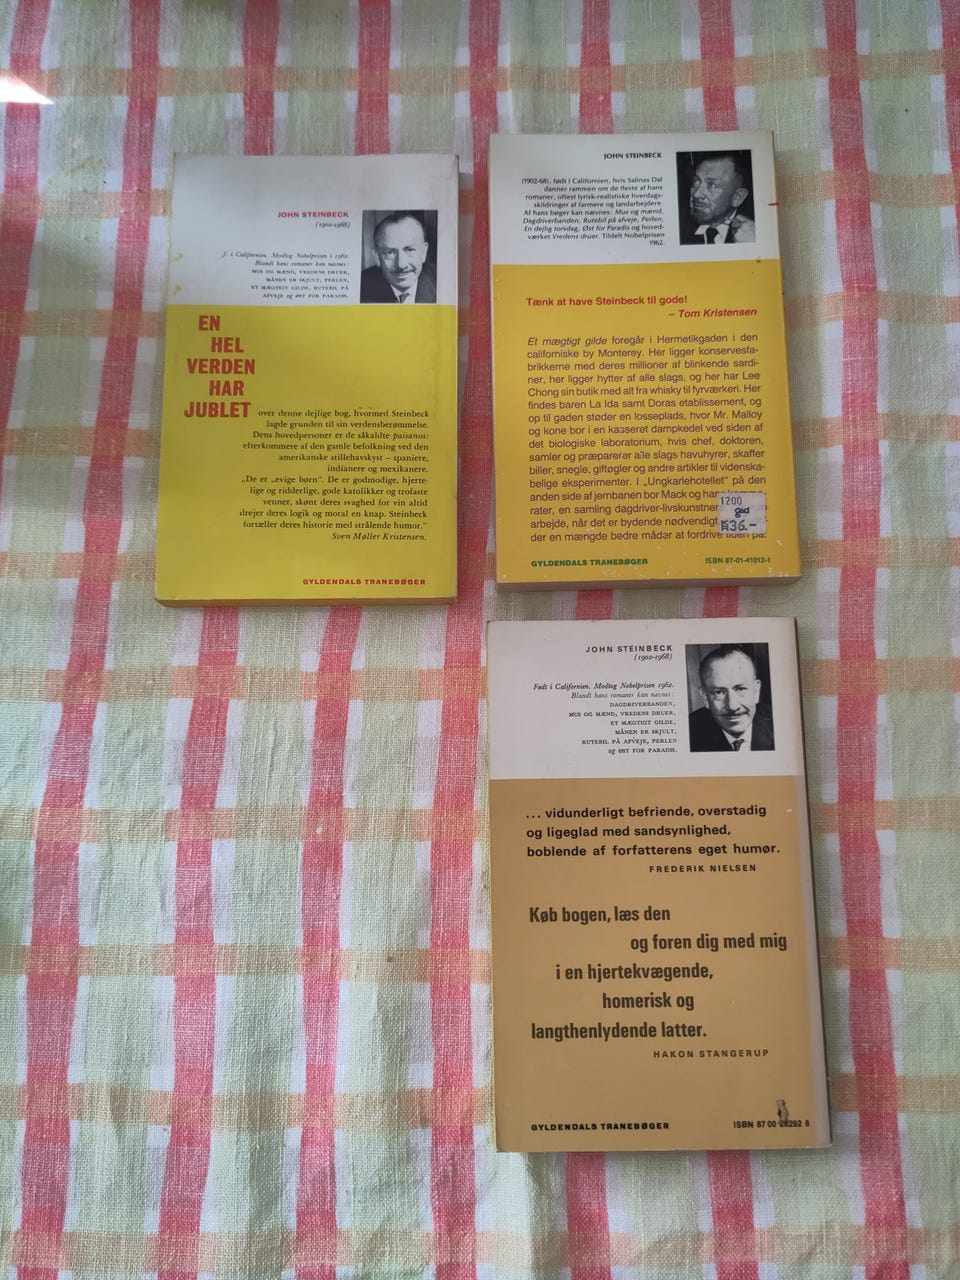 JOHN STEINBECK
(1902-1968)
f. i Californien. Modtog Nobelprisen i 1962.
Blandt hans romaner kan nævnes:
MUS OG MÆND, VREDENS DRUER,
MÅNEN ER SKJULT, PERLEN,
ET MÆGTIGT GILDE, RUTEBIL PÅ
AFVEJE og ØST FOR PARADIS.
EN
HEL
VERDEN
HAR
JUBLET over denne dejlige bog, hvormed Steinbeck
lagde grunden til sin verdensberømmelse.
Dens hovedpersoner er de såkaldte paisanos:
efterkommere af den gamle befolkning ved den
amerikanske stillehavskyst – spaniere,
indianere og mexikanere.
„De er „evige børn“. De er godmodige, hjerte-
lige og ridderlige, gode katolikker og trofaste
venner, skønt deres svaghed for vin altid
drejer deres logik og moral en knap. Steinbeck
fortæller deres historie med strålende humor.“
Sven Møller Kristensen.
GYLDENDALS TRANEBØGER
JOHN STEINBECK
(1902-68), født i Californien, hvis Salinas Dal
danner rammen om de fleste af hans
romaner, oftest lyrisk-realistiske hverdags-
skildringer af farmere og landarbejdere.
Af hans bøger kan nævnes: Mus og mænd,
Dagdriverbanden, Rutebil på afveje, Perlen,
En dejlig torsdag, Øst for Paradis og hoved-
værket Vredens druer. Tildelt Nobelprisen
1962.
Tænk at have Steinbeck til gode!
– Tom Kristensen
Et mægtigt gilde foregår i Hermetikgaden i den
californiske by Monterey. Her ligger konservesfa-
brikkerne med deres millioner af blinkende sardi-
ner, her ligger hytter af alle slags, og her har Lee
Chong sin butik med alt fra whisky til fyrværkeri. Her
findes baren La Ida samt Doras etablissement, og
op til gaden støder en losseplads, hvor Mr. Malloy
og kone bor i en kasseret dampkedel ved siden af
det biologiske laboratorium, hvis chef, doktoren,
samler og præparerer alle slags havuhyrer, skaffer
biller, snegle, giftøgler og andre artikler til videnska-
belige eksperimenter. I „Ungkarlehotellet“ på den
anden side af jernbanen bor Mack og hans
rater, en samling dagdriver-livskunstner
arbejde, når det er bydende nødvendigt
der en mængde bedre måder at fordrive tiden på.
1200
god
36.-
GYLDENDALS TRANEBØGER
ISBN 87-01-41012-1
JOHN STEINBECK
(1902-1968)
Født i Californien. Modtog Nobelprisen 1962.
Blandt hans romaner kan nævnes:
DAGDRIVERBANDEN,
MUS OG MÆND, VREDENS DRUER,
ET MÆGTIGT GILDE,
MÅNEN ER SKJULT,
RUTEBIL PÅ AFVEJE, PERLEN
og ØST FOR PARADIS.
... vidunderligt befriende, overstadig
og ligeglad med sandsynlighed,
boblende af forfatterens eget humør.
FREDERIK NIELSEN
Køb bogen, læs den
og foren dig med mig
i en hjertekvægende,
homerisk og
langthenlydende latter.
HAKON STANGERUP
GYLDENDALS TRANEBØGER
ISBN 87 00 292 8